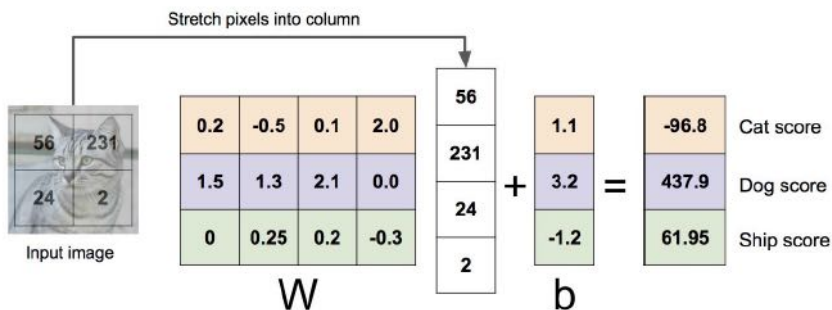 Stretch pixels into column
56 231
24 2
Input image
0.2 -0.5 0.1 2.0
1.5 1.3 2.1 0.0
0 0.25 0.2 -0.3
W
56
231
24
2
+
1.1
3.2
-1.2
b
=
-96.8 Cat score
437.9 Dog score
61.95 Ship score